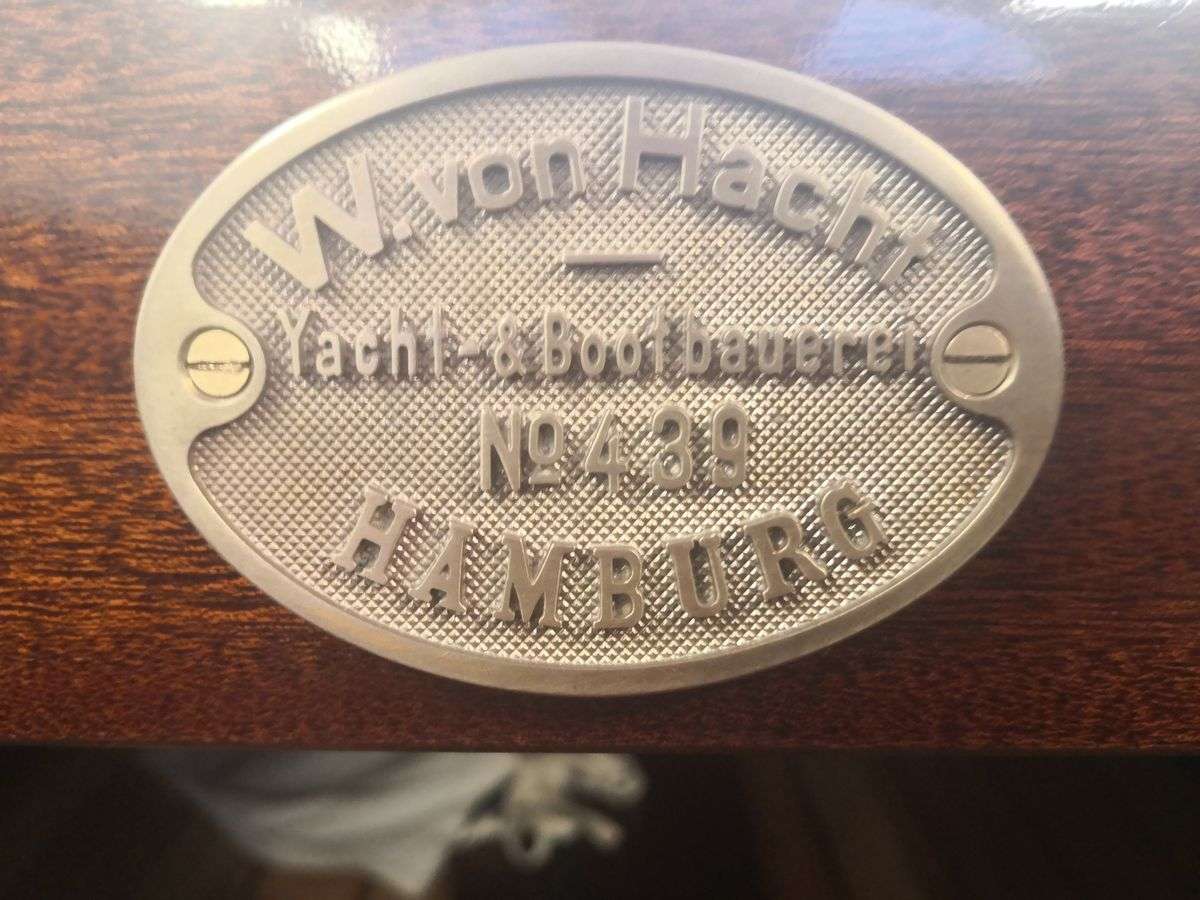 W. von Hacht
—
Yacht-&Bootbauerei
No 439
HAMBURG